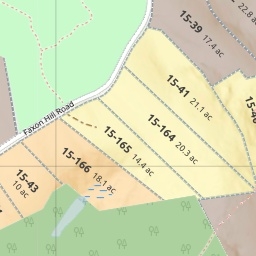 22.8 ac
15-39
17.4 ac
15-41
21.1 ac
Faxon Hill Road
15-164
20.3 ac
15-165
14.4 ac
15-166
18.1 ac
15-43
10 ac